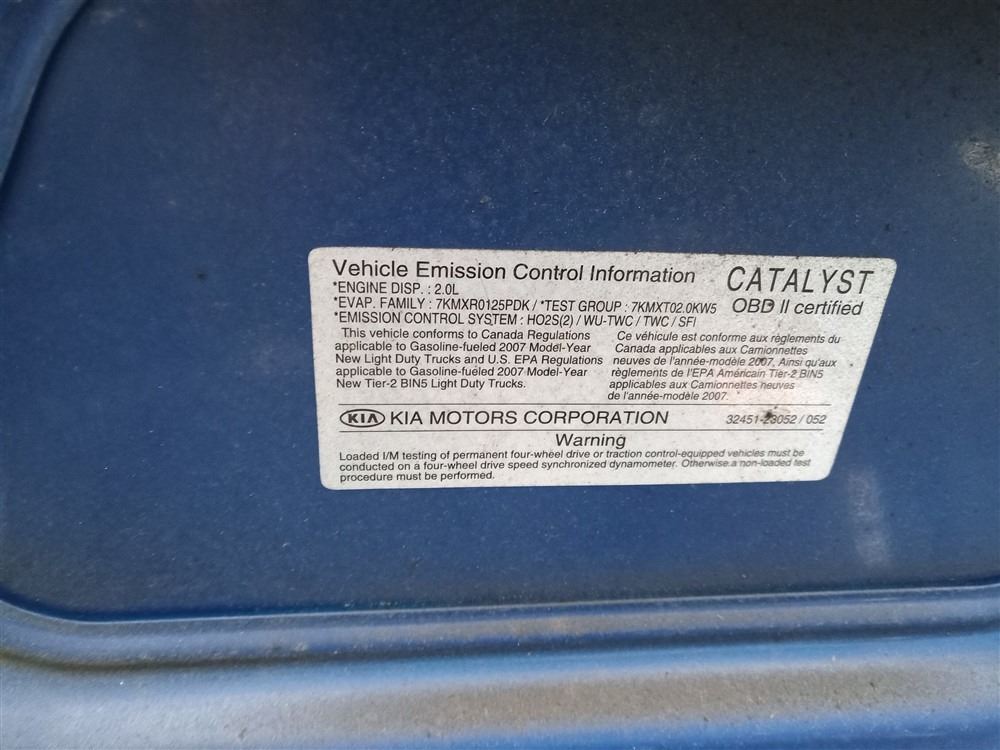 Vehicle Emission Control Information
CATALYST
*ENGINE DISP. : 2.0L
*EVAP. FAMILY : 7KMXR0125PDK / *TEST GROUP : 7KMXT02.0KW5
OBD II certified
*EMISSION CONTROL SYSTEM : HO2S(2) / WU-TWC / TWC / SFI
This vehicle conforms to Canada Regulations
applicable to Gasoline-fueled 2007 Model-Year
New Light Duty Trucks and U.S. EPA Regulations
applicable to Gasoline-fueled 2007 Model-Year
New Tier-2 BIN5 Light Duty Trucks.
Ce véhicule est conforme aux règlements du
Canada applicables aux Camionnettes
neuves de l'année-modèle 2007, Ainsi qu'aux
règlements de l'EPA Américain Tier-2 BIN5
applicables aux Camionnettes neuves
de l'année-modèle 2007.
KIA KIA MOTORS CORPORATION
32451-23052 / 052
Warning
Loaded I/M testing of permanent four-wheel drive or traction control-equipped vehicles must be
conducted on a four-wheel drive speed synchronized dynamometer. Otherwise a non-loaded test
procedure must be performed.